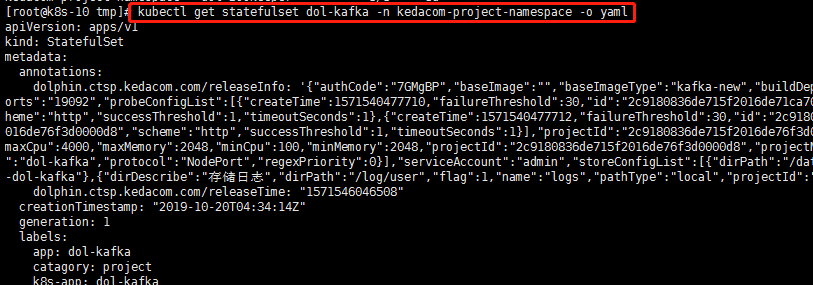 [root@k8s-10 tmp]# kubectl get statefulset dol-kafka -n kedacom-project-namespace -o yaml
apiVersion: apps/v1
kind: StatefulSet
metadata:
  annotations:
    dolphin.ctsp.kedacom.com/releaseInfo: '{"authCode":"7GMgBP","baseImage":"","baseImageType":"kafka-new","buildDep
orts":"19092","probeConfigList":[{"createTime":1571540477710,"failureThreshold":30,"id":"2c9180836de715f2016de71ca70
heme":"http","successThreshold":1,"timeoutSeconds":1},{"createTime":1571540477712,"failureThreshold":30,"id":"2c9180
016de76f3d0000d8","scheme":"http","successThreshold":1,"timeoutSeconds":1}],"projectId":"2c9180836de715f2016de76f3d0
maxCpu":4000,"maxMemory":2048,"minCpu":100,"minMemory":2048,"projectId":"2c9180836de715f2016de76f3d0000d8","projectM
":"dol-kafka","protocol":"NodePort","regexPriority":0}],"serviceAccount":"admin","storeConfigList":[{"dirPath":"/dat
-dol-kafka"},{"dirDescribe":"存储日志","dirPath":"/log/user","flag":1,"name":"logs","pathType":"local","projectId":"
    dolphin.ctsp.kedacom.com/releaseTime: "1571546046508"
  creationTimestamp: "2019-10-20T04:34:14Z"
  generation: 1
  labels:
    app: dol-kafka
    catagory: project
    k8s-app: dol-kafka